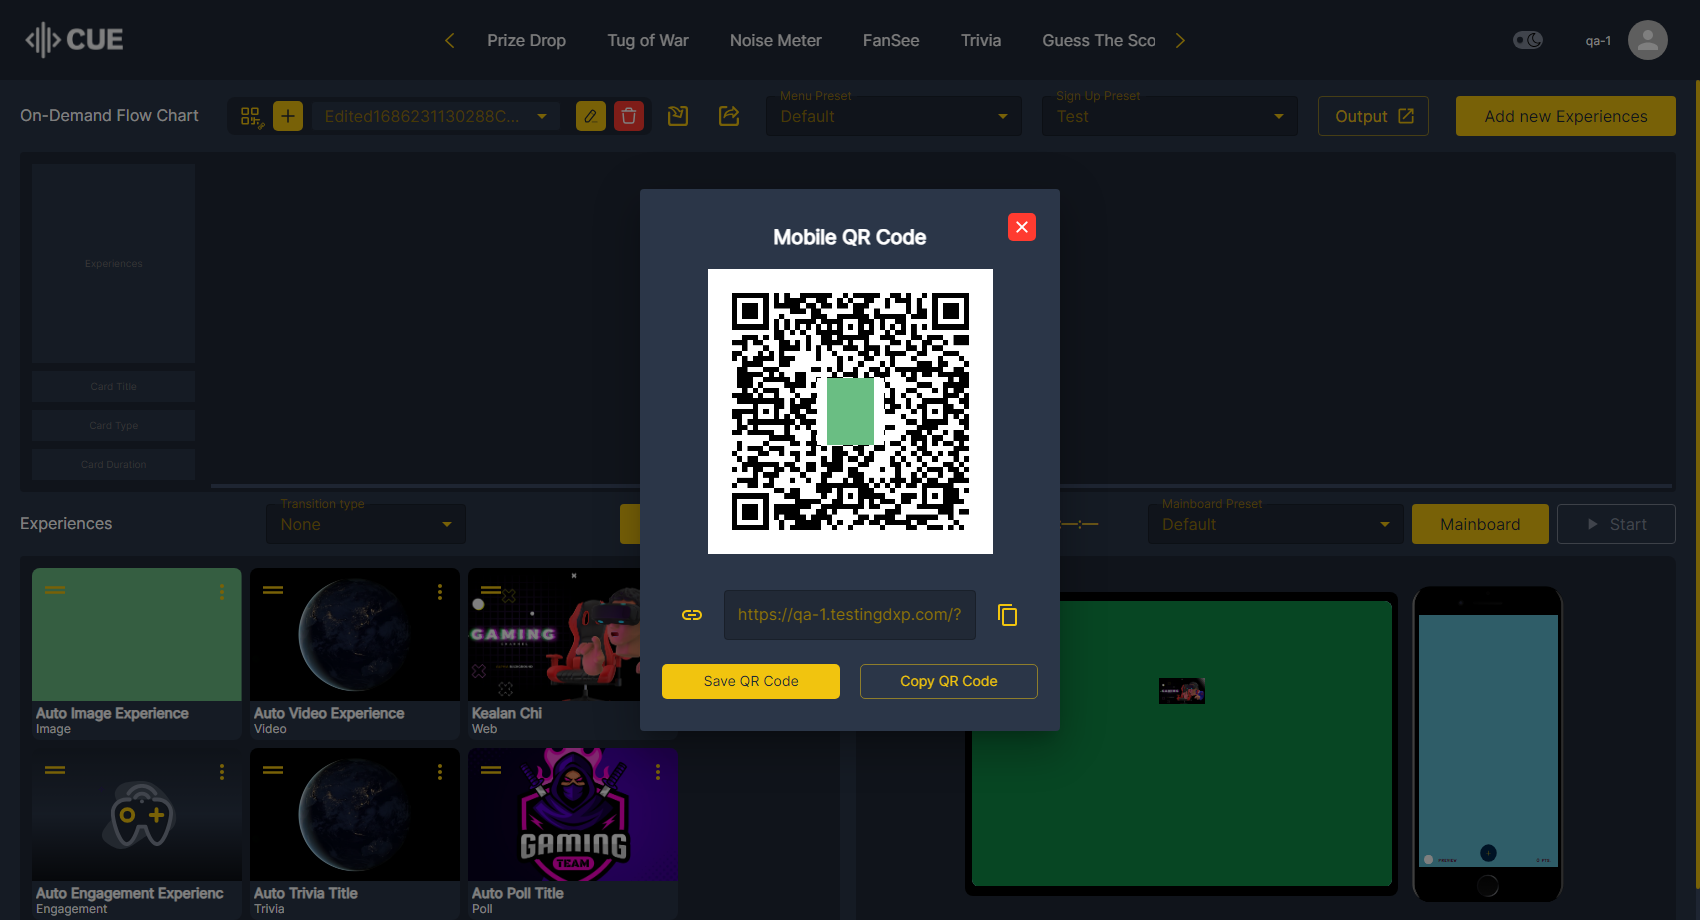 CUE
Prize Drop
Tug of War
Noise Meter
FanSee
Trivia
Guess The Sco
qa-1
On-Demand Flow Chart
Edited1686231130288C...
Menu Preset
Default
Sign Up Preset
Test
Output
Add new Experiences
Experiences
Card Title
Card Type
Card Duration
Mobile QR Code
https://qa-1.testingdxp.com/?
Save QR Code
Copy QR Code
Experiences
Transition type
None
Mainboard Preset
Default
Mainboard
Start
GAMING
Auto Image Experience
Image
Auto Video Experience
Video
Kealan Chi
Web
GAMING
TEAM
Auto Engagement Experienc
Engagement
Auto Trivia Title
Trivia
Auto Poll Title
Poll
PREVIEW